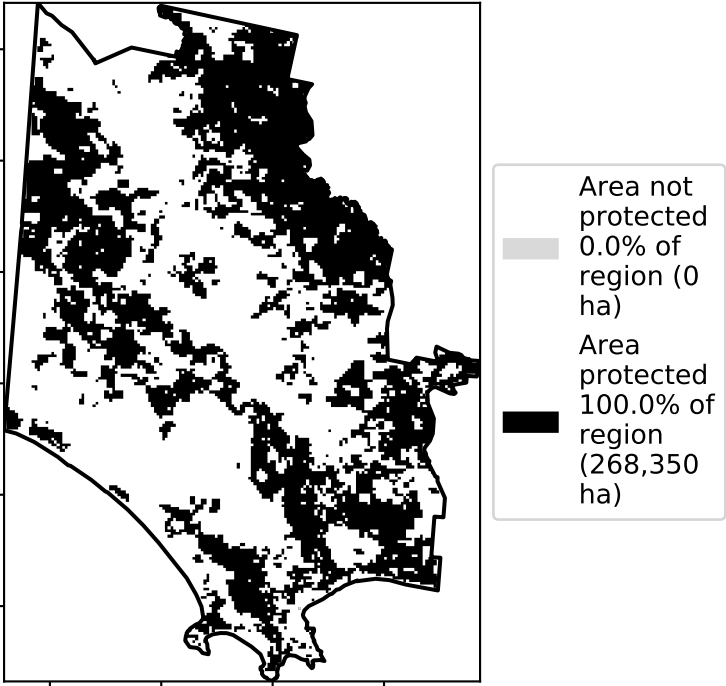 Area not
protected
0.0% of
region (0
ha)
Area
protected
100.0% of
region
(268,350
ha)